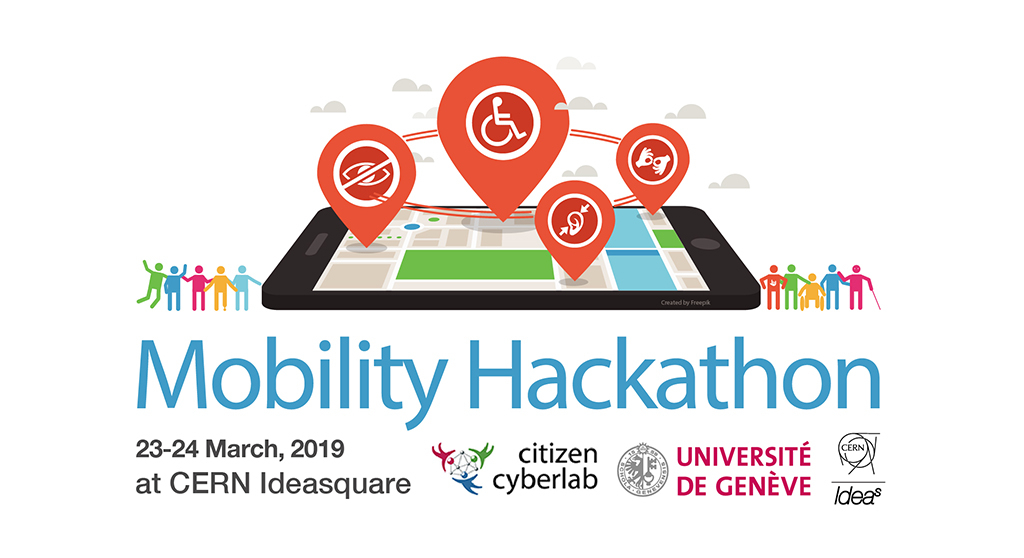 Created by Freepik
Mobility Hackathon
23-24 March, 2019
at CERN Ideasquare
citizen
cyberlab
UNIVERSITÉ
DE GENÈVE
CERN
Ideaˢ